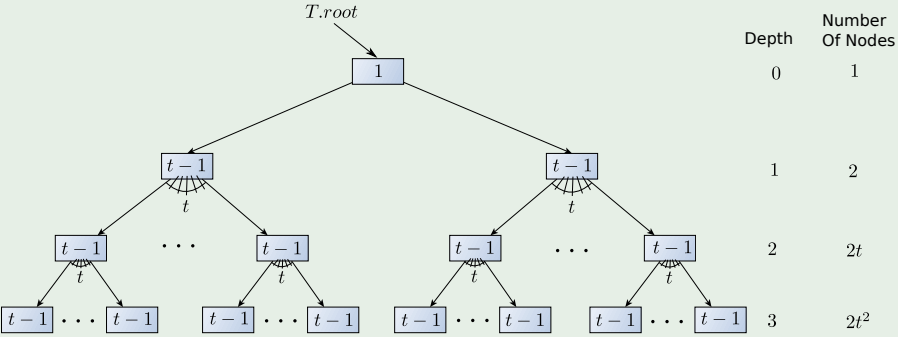 T.root
Depth
Number
Of Nodes
1
0
1
t − 1
t − 1
1
2
t
t
t − 1
...
t − 1
t − 1
...
t − 1
2
2t
t
t
t
t
t − 1
...
t − 1
t − 1
...
t − 1
t − 1
...
t − 1
t − 1
...
t − 1
3
2t²